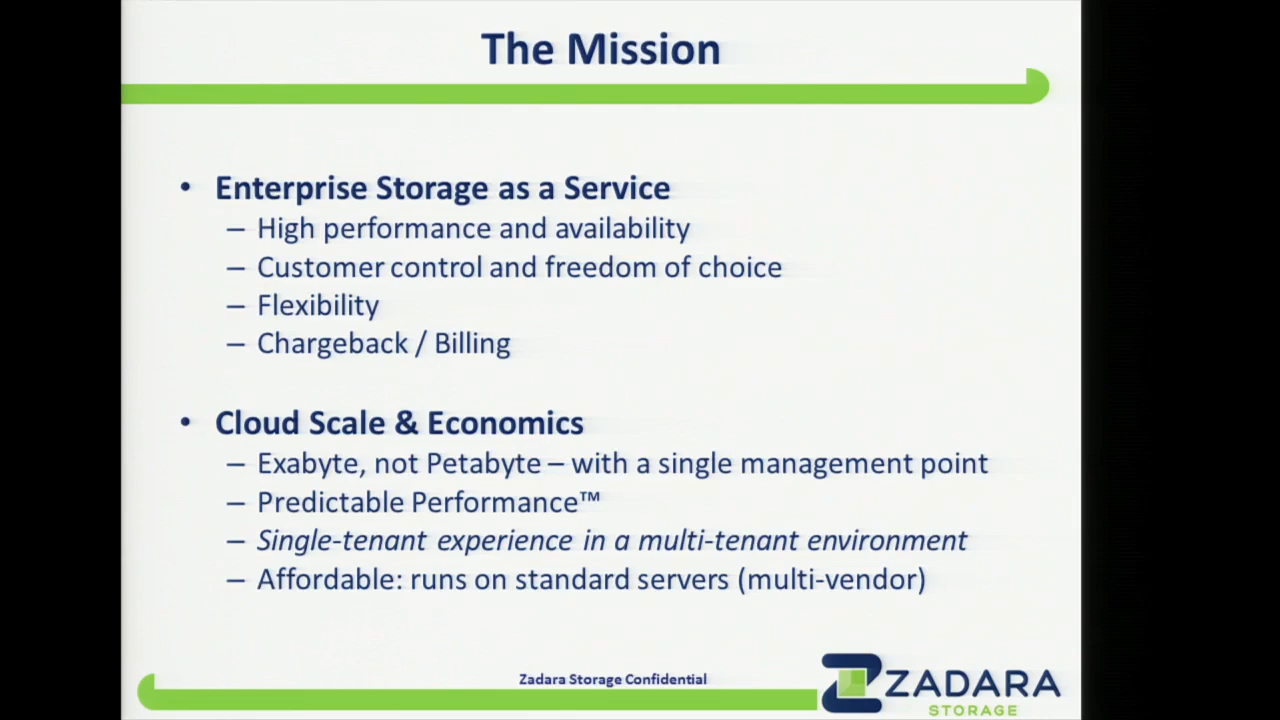 The Mission
• Enterprise Storage as a Service
– High performance and availability
– Customer control and freedom of choice
– Flexibility
– Chargeback / Billing
• Cloud Scale & Economics
– Exabyte, not Petabyte – with a single management point
– Predictable Performance™
– Single-tenant experience in a multi-tenant environment
– Affordable: runs on standard servers (multi-vendor)
Zadara Storage Confidential
ZADARA
STORAGE